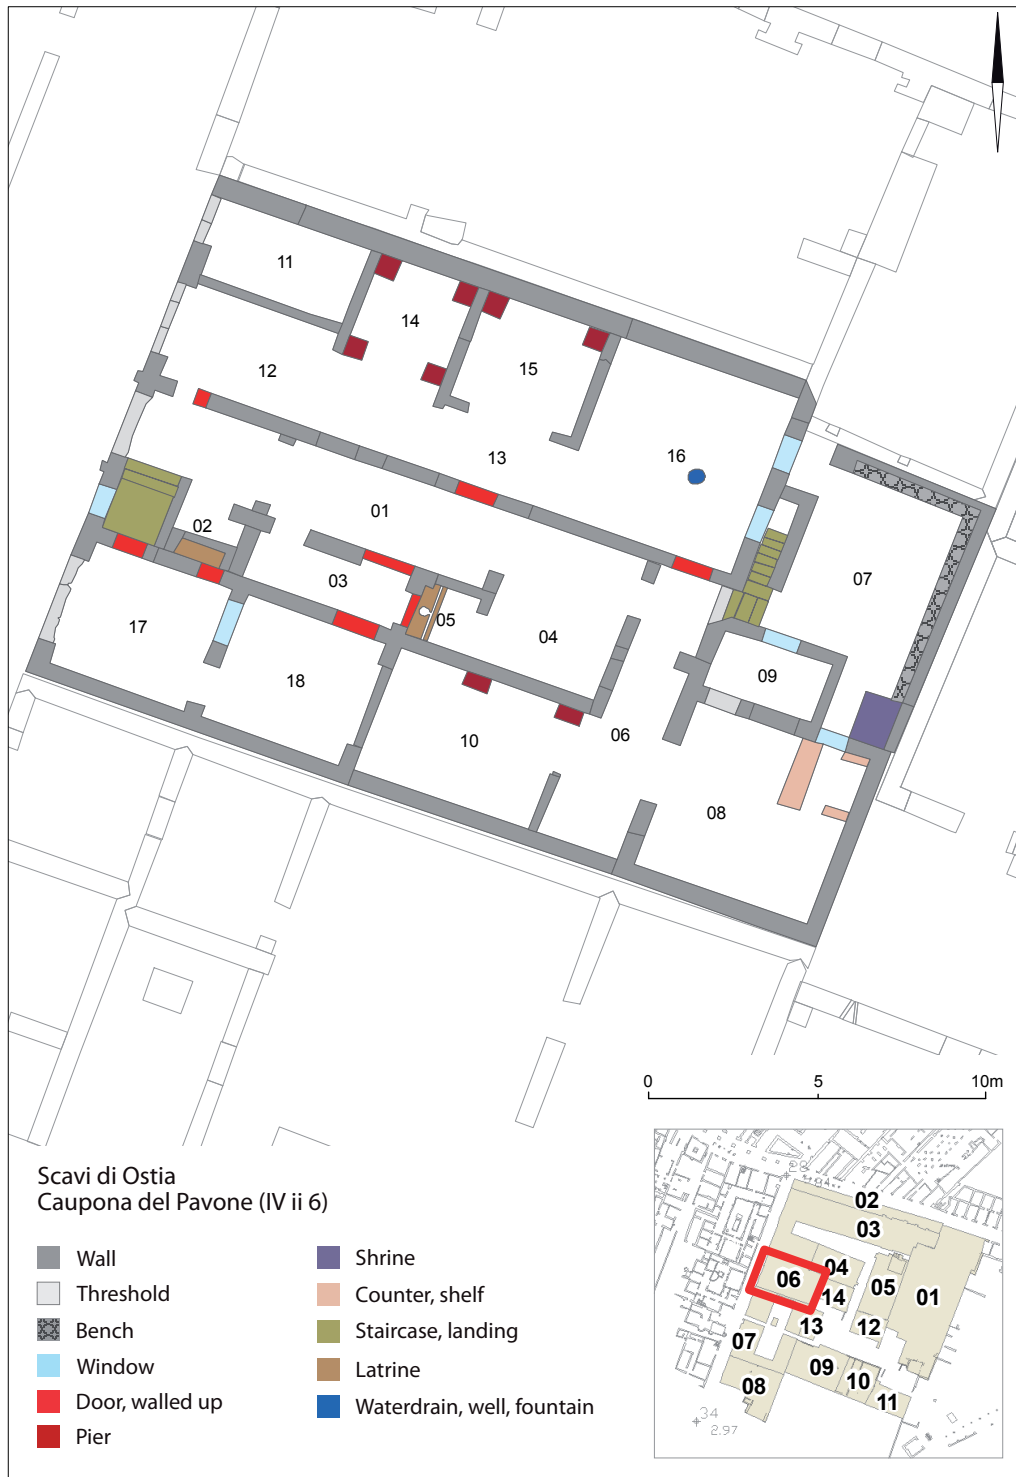 11
14
12
15
13
16
01
02
07
03
05
04
09
17
18
06
10
08
0 5 10m
Scavi di Ostia
Caupona del Pavone (IV ii 6)
Wall
Threshold
Bench
Window
Door, walled up
Pier
Shrine
Counter, shelf
Staircase, landing
Latrine
Waterdrain, well, fountain
02
03
04
06
05
01
14
13
12
07
09
10
08
11
34
2.97